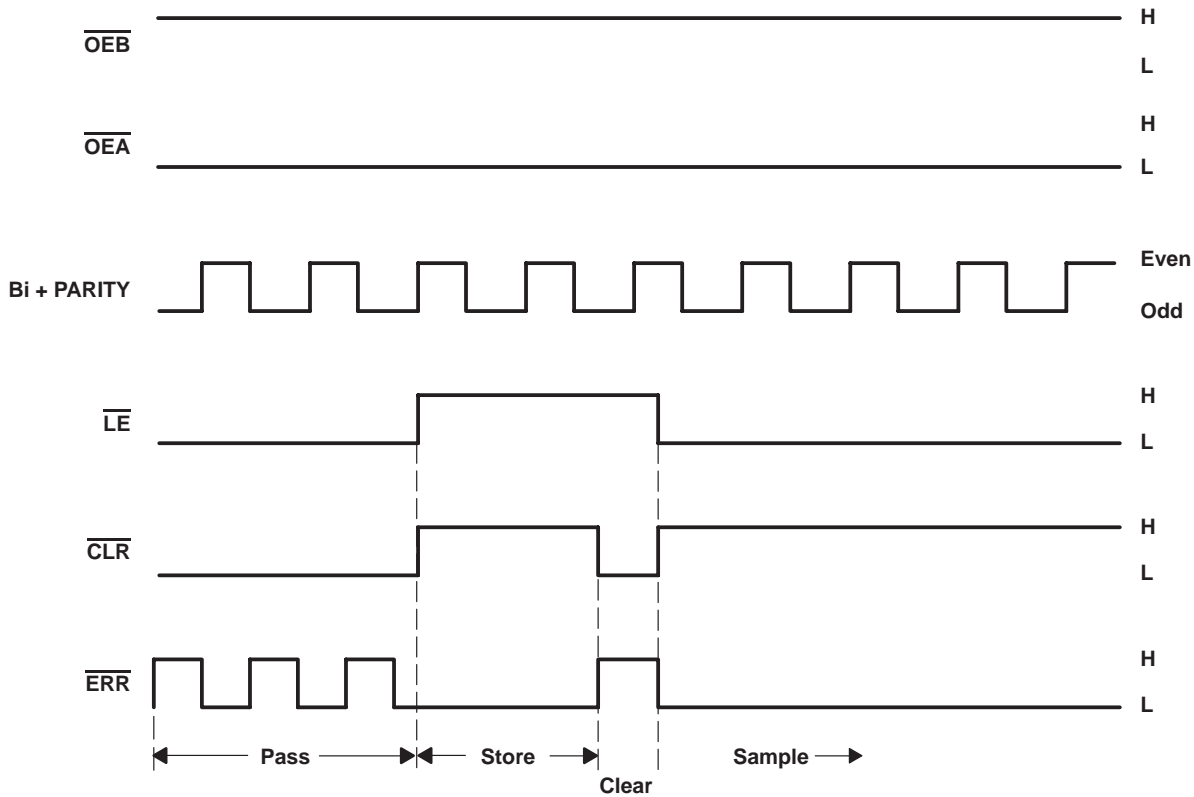 OEB
H
L
OEA
H
L
Bi + PARITY
Even
Odd
LE
H
L
CLR
H
L
ERR
H
L
Pass
Store
Clear
Sample